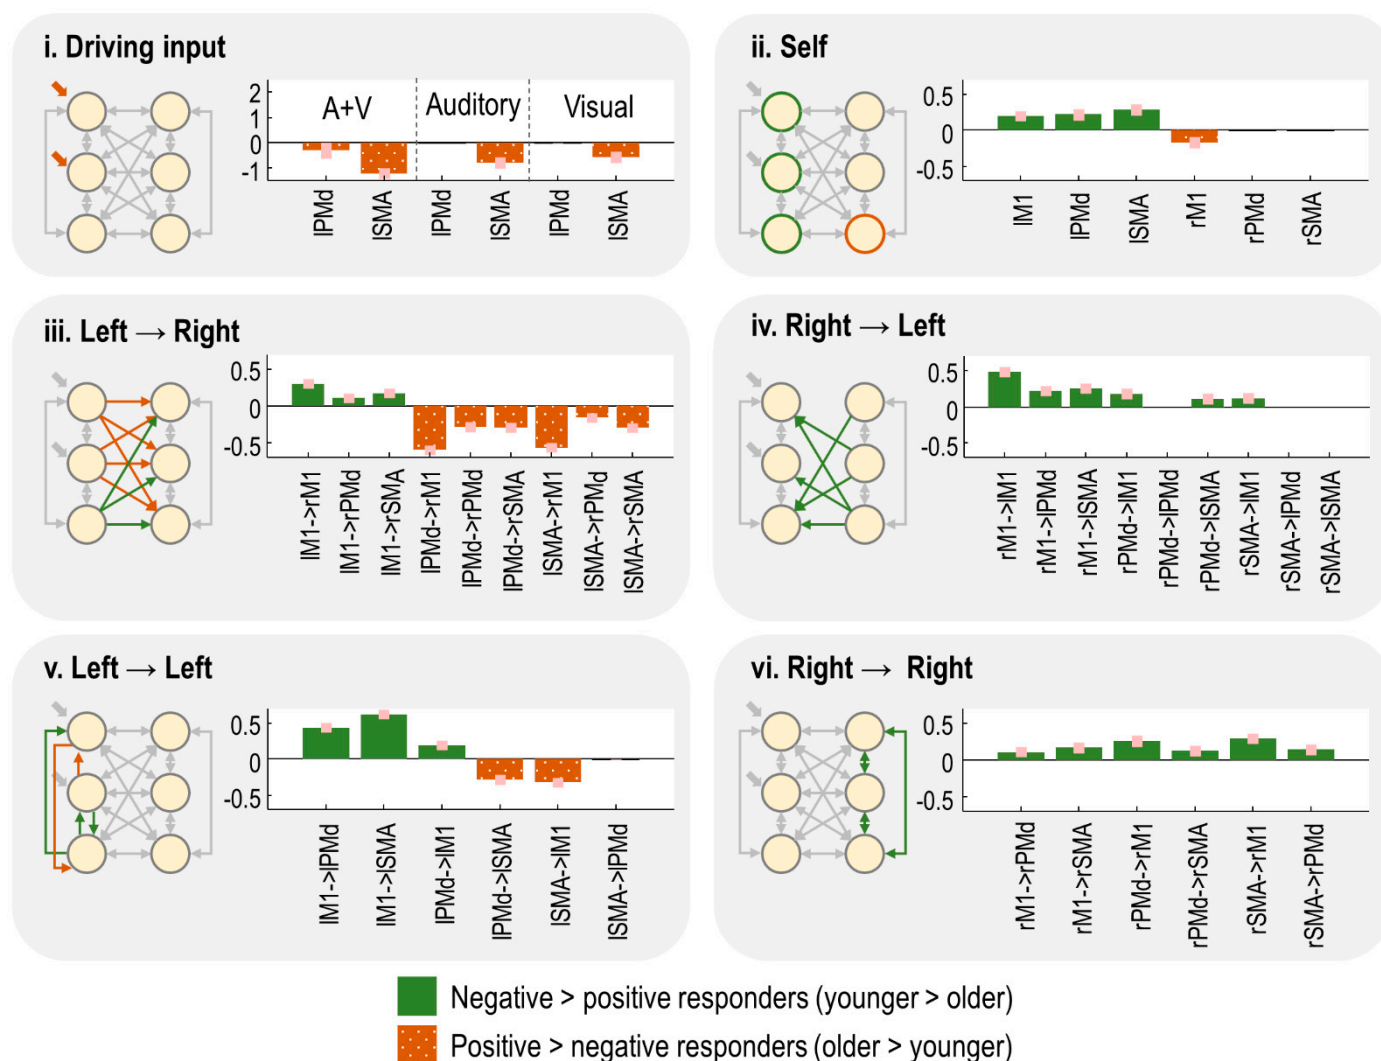 i. Driving input
2
1
0
-1
A+V
Auditory
Visual
lPMd
lSMA
lPMd
lSMA
lPMd
lSMA
ii. Self
0.5
0
-0.5
lM1
lPMd
lSMA
rM1
rPMd
rSMA
iii. Left → Right
0.5
0
-0.5
lM1->rM1
lM1->rPMd
lM1->rSMA
lPMd->rM1
lPMd->rPMd
lPMd->rSMA
lSMA->rM1
lSMA->rPMd
lSMA->rSMA
iv. Right → Left
0.5
0
-0.5
rM1->lM1
rM1->lPMd
rM1->lSMA
rPMd->lM1
rPMd->lPMd
rPMd->lSMA
rSMA->lM1
rSMA->lPMd
rSMA->lSMA
v. Left → Left
0.5
0
-0.5
lM1->lPMd
lM1->lSMA
lPMd->lM1
lPMd->lSMA
lSMA->lM1
lSMA->lPMd
vi. Right → Right
0.5
0
-0.5
rM1->rPMd
rM1->rSMA
rPMd->rM1
rPMd->rSMA
rSMA->rM1
rSMA->rPMd
Negative > positive responders (younger > older)
Positive > negative responders (older > younger)